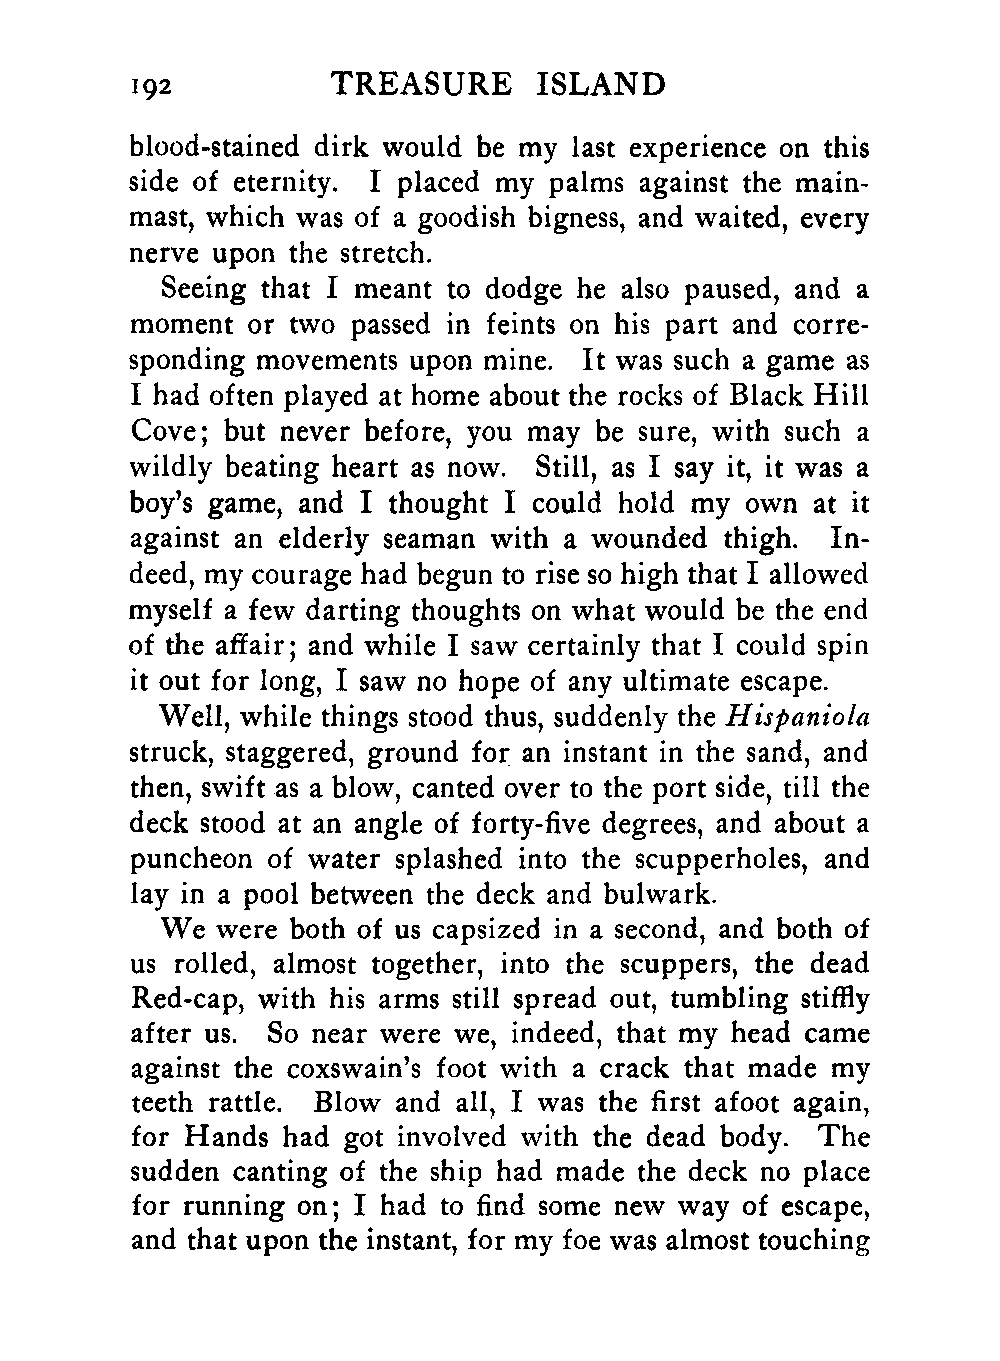 192 TREASURE ISLAND
blood-stained dirk would be my last experience on this
side of eternity. I placed my palms against the main-
mast, which was of a goodish bigness, and waited, every
nerve upon the stretch.
Seeing that I meant to dodge he also paused, and a
moment or two passed in feints on his part and corre-
sponding movements upon mine. It was such a game as
I had often played at home about the rocks of Black Hill
Cove; but never before, you may be sure, with such a
wildly beating heart as now. Still, as I say it, it was a
boy's game, and I thought I could hold my own at it
against an elderly seaman with a wounded thigh. In-
deed, my courage had begun to rise so high that I allowed
myself a few darting thoughts on what would be the end
of the affair; and while I saw certainly that I could spin
it out for long, I saw no hope of any ultimate escape.
Well, while things stood thus, suddenly the Hispaniola
struck, staggered, ground for an instant in the sand, and
then, swift as a blow, canted over to the port side, till the
deck stood at an angle of forty-five degrees, and about a
puncheon of water splashed into the scupperholes, and
lay in a pool between the deck and bulwark.
We were both of us capsized in a second, and both of
us rolled, almost together, into the scuppers, the dead
Red-cap, with his arms still spread out, tumbling stiffly
after us. So near were we, indeed, that my head came
against the coxswain's foot with a crack that made my
teeth rattle. Blow and all, I was the first afoot again,
for Hands had got involved with the dead body. The
sudden canting of the ship had made the deck no place
for running on; I had to find some new way of escape,
and that upon the instant, for my foe was almost touching